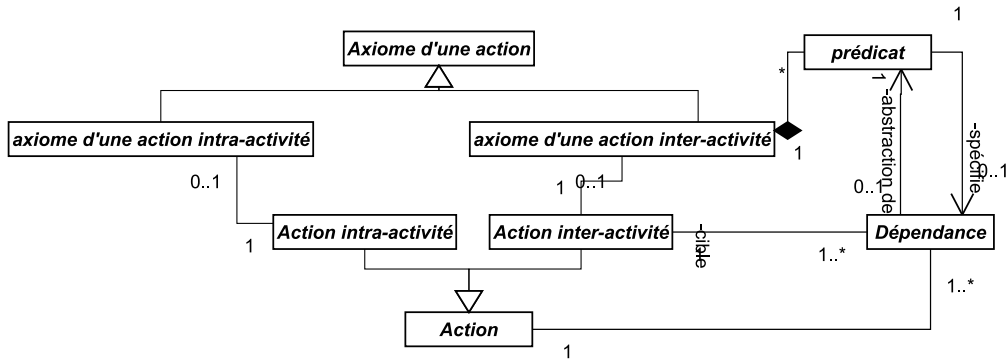 1
Axiome d'une action
prédicat
*
1
-abstraction de
-spécifie
axiome d'une action intra-activité
axiome d'une action inter-activité
1
0..1
1
0..1
0..1
0..1
Action intra-activité
Action inter-activité
Dépendance
1
-cible
1..*
1..*
Action
1